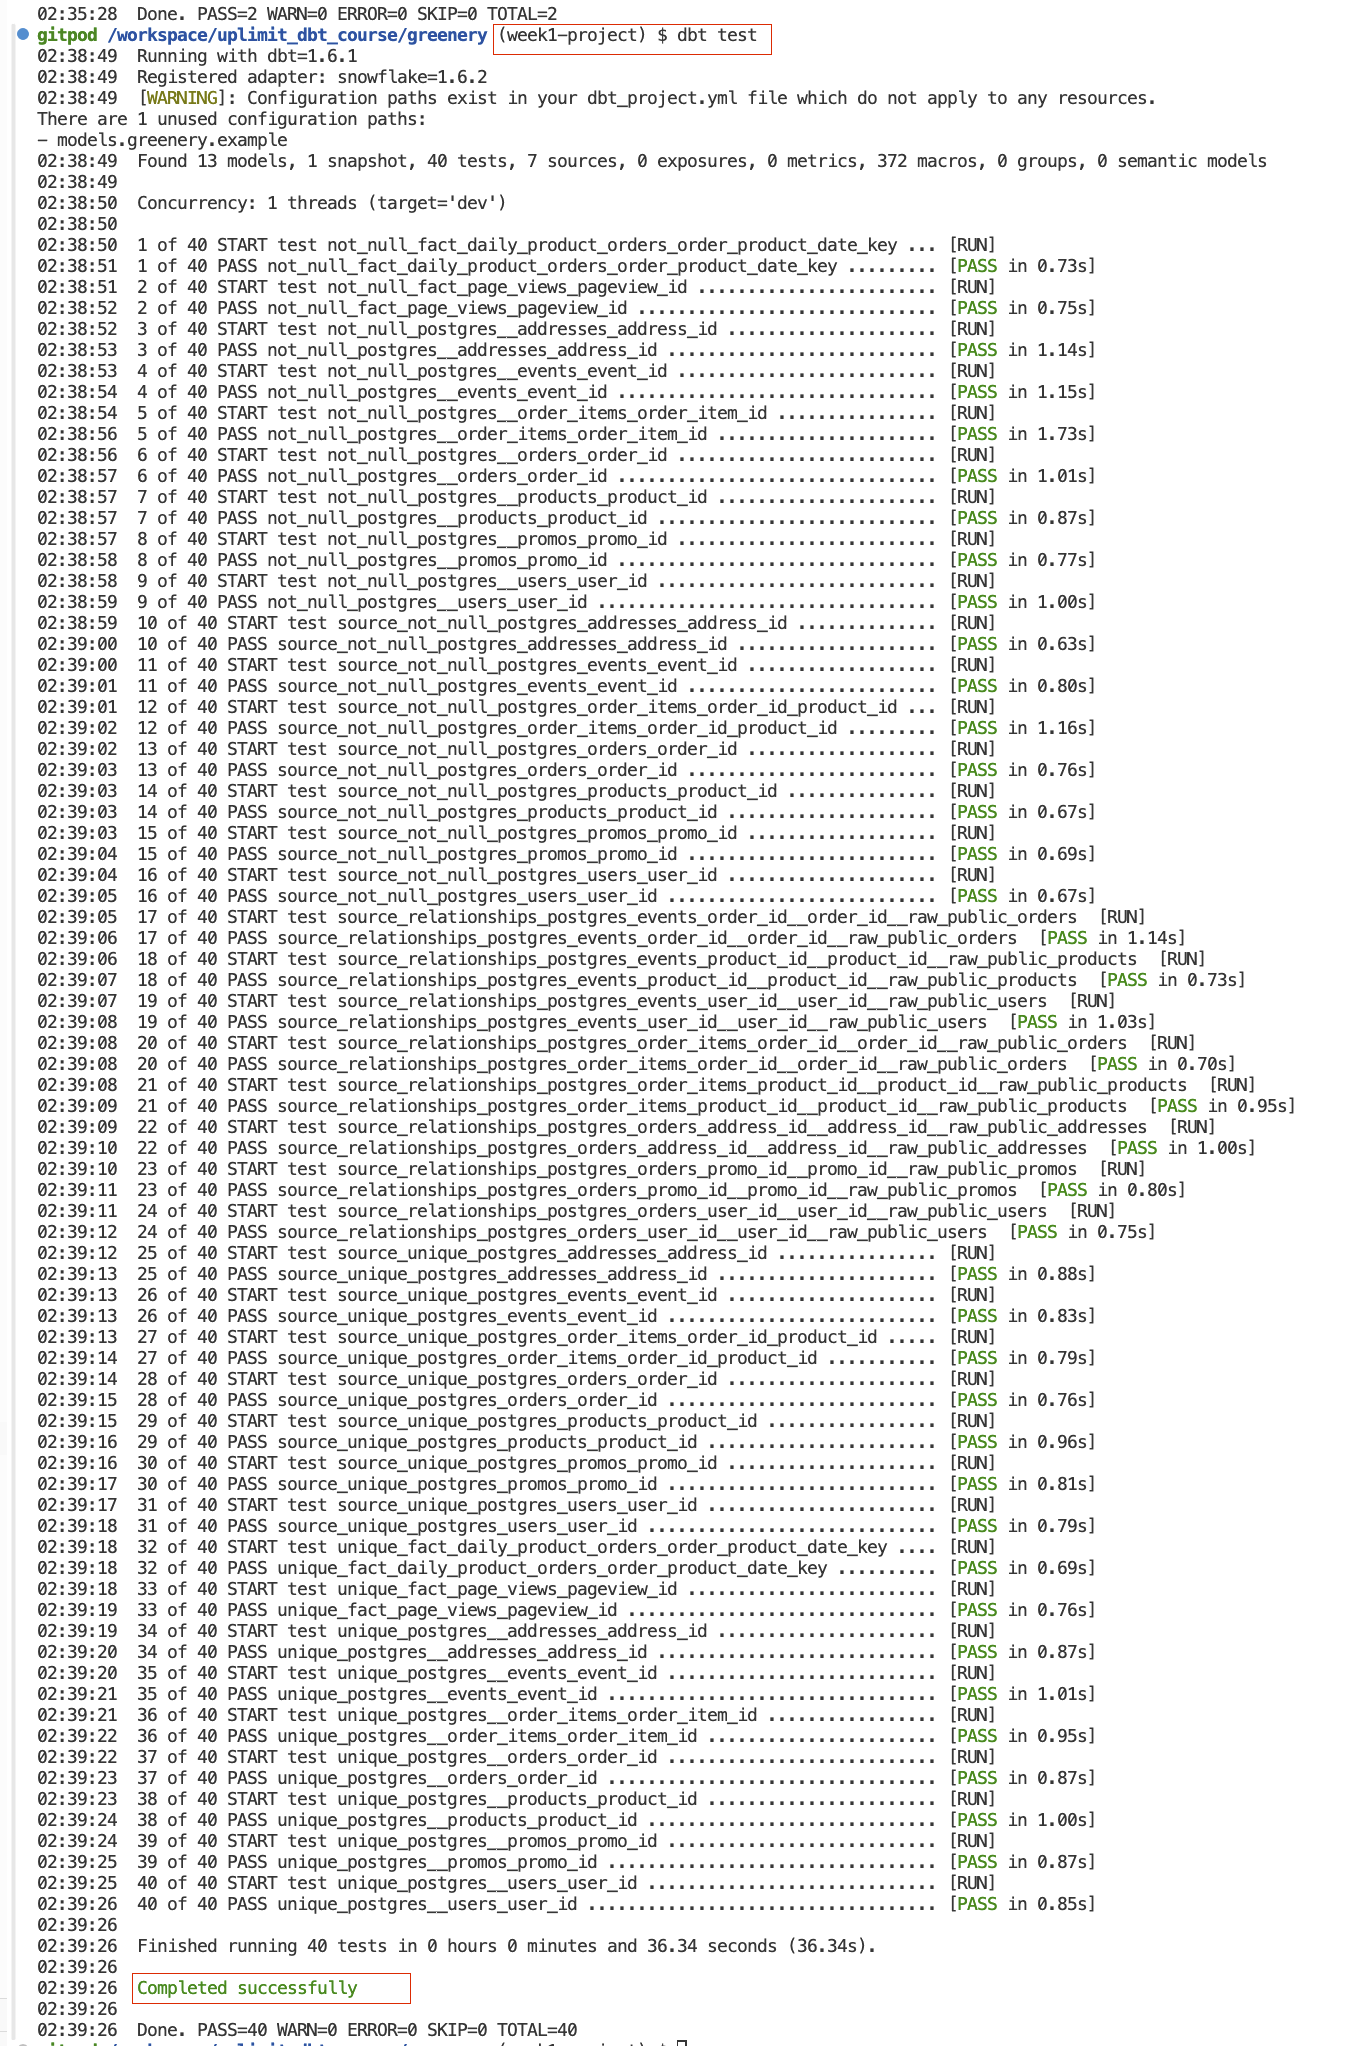 02:35:28  Done. PASS=2 WARN=0 ERROR=0 SKIP=0 TOTAL=2
gitpod /workspace/uplimit_dbt_course/greenery (week1-project) $ dbt test
02:38:49  Running with dbt=1.6.1
02:38:49  Registered adapter: snowflake=1.6.2
02:38:49  [WARNING]: Configuration paths exist in your dbt_project.yml file which do not apply to any resources.
There are 1 unused configuration paths:
- models.greenery.example
02:38:49  Found 13 models, 1 snapshot, 40 tests, 7 sources, 0 exposures, 0 metrics, 372 macros, 0 groups, 0 semantic models
02:38:49
02:38:50  Concurrency: 1 threads (target='dev')
02:38:50
02:38:50  1 of 40 START test not_null_fact_daily_product_orders_order_product_date_key ... [RUN]
02:38:51  1 of 40 PASS not_null_fact_daily_product_orders_order_product_date_key ......... [PASS in 0.73s]
02:38:51  2 of 40 START test not_null_fact_page_views_pageview_id ........................ [RUN]
02:38:52  2 of 40 PASS not_null_fact_page_views_pageview_id .............................. [PASS in 0.75s]
02:38:52  3 of 40 START test not_null_postgres__addresses_address_id ..................... [RUN]
02:38:53  3 of 40 PASS not_null_postgres__addresses_address_id ........................... [PASS in 1.14s]
02:38:53  4 of 40 START test not_null_postgres__events_event_id .......................... [RUN]
02:38:54  4 of 40 PASS not_null_postgres__events_event_id ................................ [PASS in 1.15s]
02:38:54  5 of 40 START test not_null_postgres__order_items_order_item_id ................ [RUN]
02:38:56  5 of 40 PASS not_null_postgres__order_items_order_item_id ...................... [PASS in 1.73s]
02:38:56  6 of 40 START test not_null_postgres__orders_order_id .......................... [RUN]
02:38:57  6 of 40 PASS not_null_postgres__orders_order_id ................................ [PASS in 1.01s]
02:38:57  7 of 40 START test not_null_postgres__products_product_id ...................... [RUN]
02:38:57  7 of 40 PASS not_null_postgres__products_product_id ............................ [PASS in 0.87s]
02:38:57  8 of 40 START test not_null_postgres__promos_promo_id .......................... [RUN]
02:38:58  8 of 40 PASS not_null_postgres__promos_promo_id ................................ [PASS in 0.77s]
02:38:58  9 of 40 START test not_null_postgres__users_user_id ............................ [RUN]
02:38:59  9 of 40 PASS not_null_postgres__users_user_id .................................. [PASS in 1.00s]
02:38:59  10 of 40 START test source_not_null_postgres_addresses_address_id .............. [RUN]
02:39:00  10 of 40 PASS source_not_null_postgres_addresses_address_id .................... [PASS in 0.63s]
02:39:00  11 of 40 START test source_not_null_postgres_events_event_id ................... [RUN]
02:39:01  11 of 40 PASS source_not_null_postgres_events_event_id ......................... [PASS in 0.80s]
02:39:01  12 of 40 START test source_not_null_postgres_order_items_order_id_product_id ... [RUN]
02:39:02  12 of 40 PASS source_not_null_postgres_order_items_order_id_product_id ......... [PASS in 1.16s]
02:39:02  13 of 40 START test source_not_null_postgres_orders_order_id ................... [RUN]
02:39:03  13 of 40 PASS source_not_null_postgres_orders_order_id ......................... [PASS in 0.76s]
02:39:03  14 of 40 START test source_not_null_postgres_products_product_id ............... [RUN]
02:39:03  14 of 40 PASS source_not_null_postgres_products_product_id ..................... [PASS in 0.67s]
02:39:03  15 of 40 START test source_not_null_postgres_promos_promo_id ................... [RUN]
02:39:04  15 of 40 PASS source_not_null_postgres_promos_promo_id ......................... [PASS in 0.69s]
02:39:04  16 of 40 START test source_not_null_postgres_users_user_id ..................... [RUN]
02:39:05  16 of 40 PASS source_not_null_postgres_users_user_id ........................... [PASS in 0.67s]
02:39:05  17 of 40 START test source_relationships_postgres_events_order_id__order_id__raw_public_orders  [RUN]
02:39:06  17 of 40 PASS source_relationships_postgres_events_order_id__order_id__raw_public_orders  [PASS in 1.14s]
02:39:06  18 of 40 START test source_relationships_postgres_events_product_id__product_id__raw_public_products  [RUN]
02:39:07  18 of 40 PASS source_relationships_postgres_events_product_id__product_id__raw_public_products  [PASS in 0.73s]
02:39:07  19 of 40 START test source_relationships_postgres_events_user_id__user_id__raw_public_users  [RUN]
02:39:08  19 of 40 PASS source_relationships_postgres_events_user_id__user_id__raw_public_users  [PASS in 1.03s]
02:39:08  20 of 40 START test source_relationships_postgres_order_items_order_id__order_id__raw_public_orders  [RUN]
02:39:08  20 of 40 PASS source_relationships_postgres_order_items_order_id__order_id__raw_public_orders  [PASS in 0.70s]
02:39:08  21 of 40 START test source_relationships_postgres_order_items_product_id__product_id__raw_public_products  [RUN]
02:39:09  21 of 40 PASS source_relationships_postgres_order_items_product_id__product_id__raw_public_products  [PASS in 0.95s]
02:39:09  22 of 40 START test source_relationships_postgres_orders_address_id__address_id__raw_public_addresses  [RUN]
02:39:10  22 of 40 PASS source_relationships_postgres_orders_address_id__address_id__raw_public_addresses  [PASS in 1.00s]
02:39:10  23 of 40 START test source_relationships_postgres_orders_promo_id__promo_id__raw_public_promos  [RUN]
02:39:11  23 of 40 PASS source_relationships_postgres_orders_promo_id__promo_id__raw_public_promos  [PASS in 0.80s]
02:39:11  24 of 40 START test source_relationships_postgres_orders_user_id__user_id__raw_public_users  [RUN]
02:39:12  24 of 40 PASS source_relationships_postgres_orders_user_id__user_id__raw_public_users  [PASS in 0.75s]
02:39:12  25 of 40 START test source_unique_postgres_addresses_address_id ................ [RUN]
02:39:13  25 of 40 PASS source_unique_postgres_addresses_address_id ...................... [PASS in 0.88s]
02:39:13  26 of 40 START test source_unique_postgres_events_event_id ..................... [RUN]
02:39:13  26 of 40 PASS source_unique_postgres_events_event_id ........................... [PASS in 0.83s]
02:39:13  27 of 40 START test source_unique_postgres_order_items_order_id_product_id ..... [RUN]
02:39:14  27 of 40 PASS source_unique_postgres_order_items_order_id_product_id ........... [PASS in 0.79s]
02:39:14  28 of 40 START test source_unique_postgres_orders_order_id ..................... [RUN]
02:39:15  28 of 40 PASS source_unique_postgres_orders_order_id ........................... [PASS in 0.76s]
02:39:15  29 of 40 START test source_unique_postgres_products_product_id ................. [RUN]
02:39:16  29 of 40 PASS source_unique_postgres_products_product_id ....................... [PASS in 0.96s]
02:39:16  30 of 40 START test source_unique_postgres_promos_promo_id ..................... [RUN]
02:39:17  30 of 40 PASS source_unique_postgres_promos_promo_id ........................... [PASS in 0.81s]
02:39:17  31 of 40 START test source_unique_postgres_users_user_id ....................... [RUN]
02:39:18  31 of 40 PASS source_unique_postgres_users_user_id ............................. [PASS in 0.79s]
02:39:18  32 of 40 START test unique_fact_daily_product_orders_order_product_date_key .... [RUN]
02:39:18  32 of 40 PASS unique_fact_daily_product_orders_order_product_date_key .......... [PASS in 0.69s]
02:39:18  33 of 40 START test unique_fact_page_views_pageview_id ......................... [RUN]
02:39:19  33 of 40 PASS unique_fact_page_views_pageview_id ............................... [PASS in 0.76s]
02:39:19  34 of 40 START test unique_postgres__addresses_address_id ...................... [RUN]
02:39:20  34 of 40 PASS unique_postgres__addresses_address_id ............................ [PASS in 0.87s]
02:39:20  35 of 40 START test unique_postgres__events_event_id ........................... [RUN]
02:39:21  35 of 40 PASS unique_postgres__events_event_id ................................. [PASS in 1.01s]
02:39:21  36 of 40 START test unique_postgres__order_items_order_item_id ................. [RUN]
02:39:22  36 of 40 PASS unique_postgres__order_items_order_item_id ....................... [PASS in 0.95s]
02:39:22  37 of 40 START test unique_postgres__orders_order_id ........................... [RUN]
02:39:23  37 of 40 PASS unique_postgres__orders_order_id ................................. [PASS in 0.87s]
02:39:23  38 of 40 START test unique_postgres__products_product_id ....................... [RUN]
02:39:24  38 of 40 PASS unique_postgres__products_product_id ............................. [PASS in 1.00s]
02:39:24  39 of 40 START test unique_postgres__promos_promo_id ........................... [RUN]
02:39:25  39 of 40 PASS unique_postgres__promos_promo_id ................................. [PASS in 0.87s]
02:39:25  40 of 40 START test unique_postgres__users_user_id ............................. [RUN]
02:39:26  40 of 40 PASS unique_postgres__users_user_id ................................... [PASS in 0.85s]
02:39:26
02:39:26  Finished running 40 tests in 0 hours 0 minutes and 36.34 seconds (36.34s).
02:39:26
02:39:26  Completed successfully
02:39:26
02:39:26  Done. PASS=40 WARN=0 ERROR=0 SKIP=0 TOTAL=40